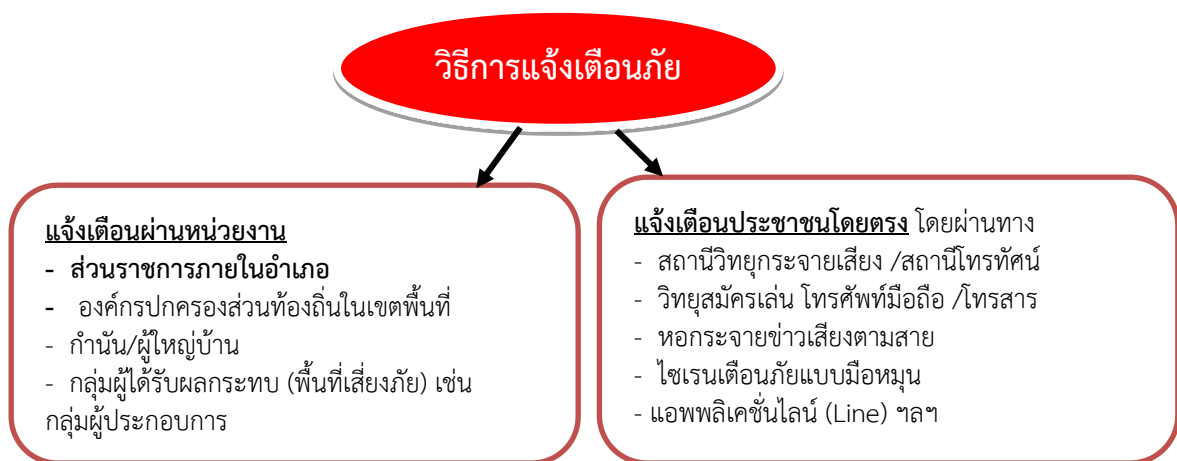 วิธีการแจ้งเตือนภัย
แจ้งเตือนผ่านหน่วยงาน
- ส่วนราชการภายในอำเภอ
- องค์กรปกครองส่วนท้องถิ่นในเขตพื้นที่
- กำนัน/ผู้ใหญ่บ้าน
- กลุ่มผู้ได้รับผลกระทบ (พื้นที่เสี่ยงภัย) เช่น
กลุ่มผู้ประกอบการ
แจ้งเตือนประชาชนโดยตรง โดยผ่านทาง
- สถานีวิทยุกระจายเสียง /สถานีโทรทัศน์
- วิทยุสมัครเล่น โทรศัพท์มือถือ /โทรสาร
- หอกระจายข่าวเสียงตามสาย
- ไซเรนเตือนภัยแบบมือหมุน
- แอพพลิเคชั่นไลน์ (Line) ฯลฯ